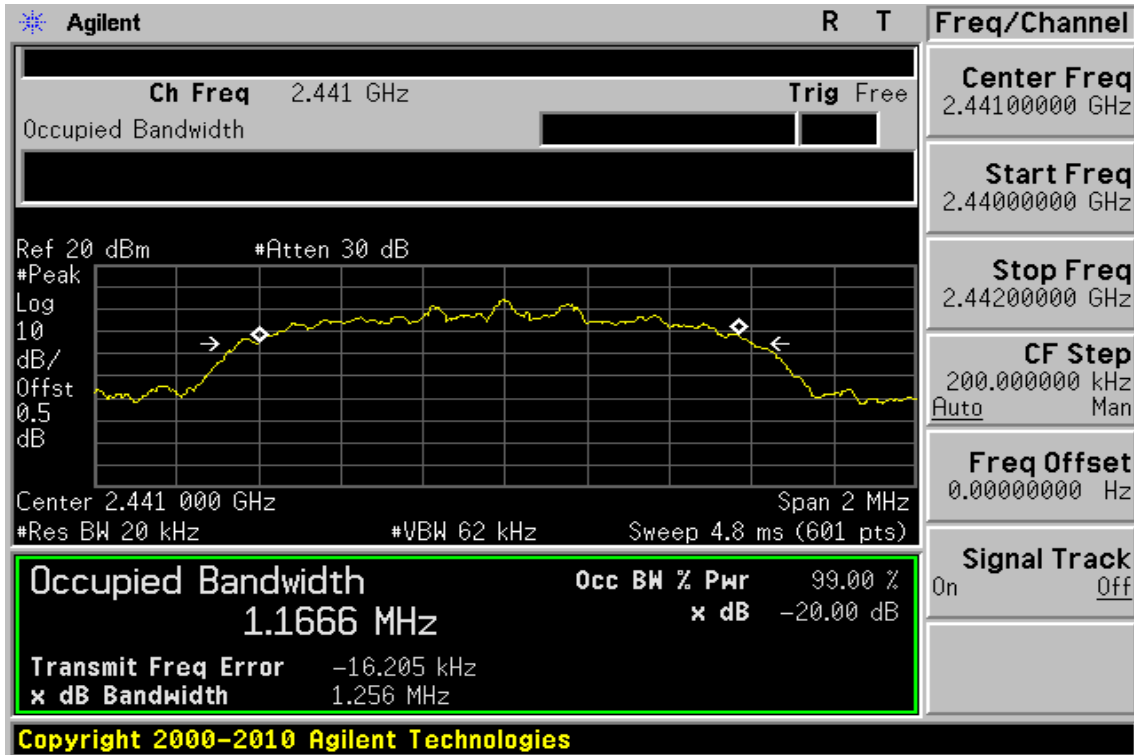 Agilent R T Freq/Channel
Ch Freq 2.441 GHz Trig Free
Occupied Bandwidth
Center Freq
2.44100000 GHz
Start Freq
2.44000000 GHz
Stop Freq
2.44200000 GHz
CF Step
200.000000 kHz
Auto Man
Freq Offset
0.00000000 Hz
Signal Track
On Off
Ref 20 dBm #Atten 30 dB
#Peak
Log
10
dB/
Offst
0.5
dB
Center 2.441 000 GHz Span 2 MHz
#Res BW 20 kHz #VBW 62 kHz Sweep 4.8 ms (601 pts)
Occupied Bandwidth Occ BW % Pwr 99.00 %
1.1666 MHz x dB -20.00 dB
Transmit Freq Error -16.205 kHz
x dB Bandwidth 1.256 MHz
Copyright 2000-2010 Agilent Technologies